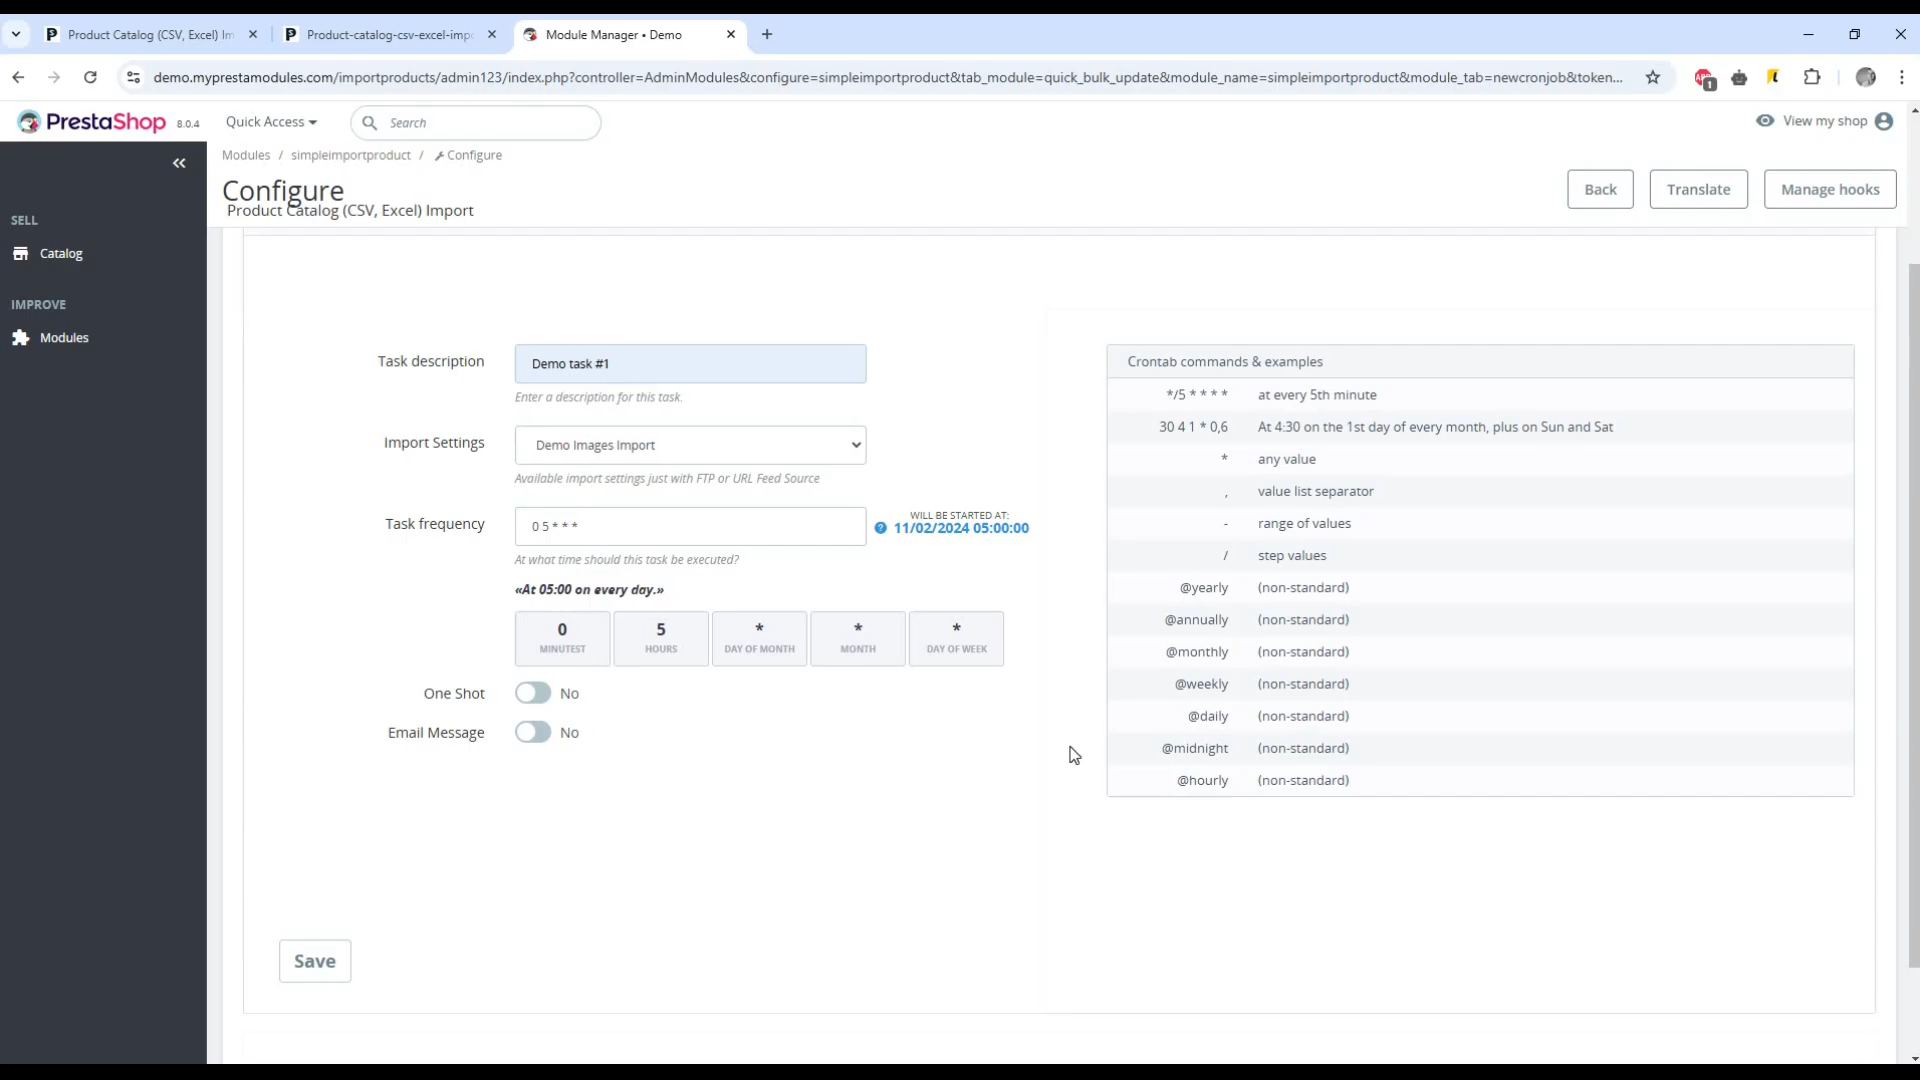 Product Catalog (CSV, Excel) Im
Product-catalog-csv-excel-impo
Module Manager • Demo
demo.myprestamodules.com/importproducts/admin123/index.php?controller=AdminModules&configure=simpleimportproduct&tab_module=quick_bulk_update&module_name=simpleimportproduct&module_tab=newcronjob&token...
1
PrestaShop 8.0.4
Quick Access
Search
View my shop
Modules / simpleimportproduct / Configure
Configure
Product Catalog (CSV, Excel) Import
Back
Translate
Manage hooks
SELL
Catalog
IMPROVE
Modules
Task description
Demo task #1
Enter a description for this task.
Import Settings
Demo Images Import
Available import settings just with FTP or URL Feed Source
Task frequency
0 5 * * *
WILL BE STARTED AT:
11/02/2024 05:00:00
At what time should this task be executed?
«At 05:00 on every day.»
0 5 * * *
MINUTEST HOURS DAY OF MONTH MONTH DAY OF WEEK
One Shot No
Email Message No
Crontab commands & examples
*/5 * * * * at every 5th minute
30 4 1 * 0,6 At 4:30 on the 1st day of every month, plus on Sun and Sat
* any value
, value list separator
- range of values
/ step values
@yearly (non-standard)
@annually (non-standard)
@monthly (non-standard)
@weekly (non-standard)
@daily (non-standard)
@midnight (non-standard)
@hourly (non-standard)
Save